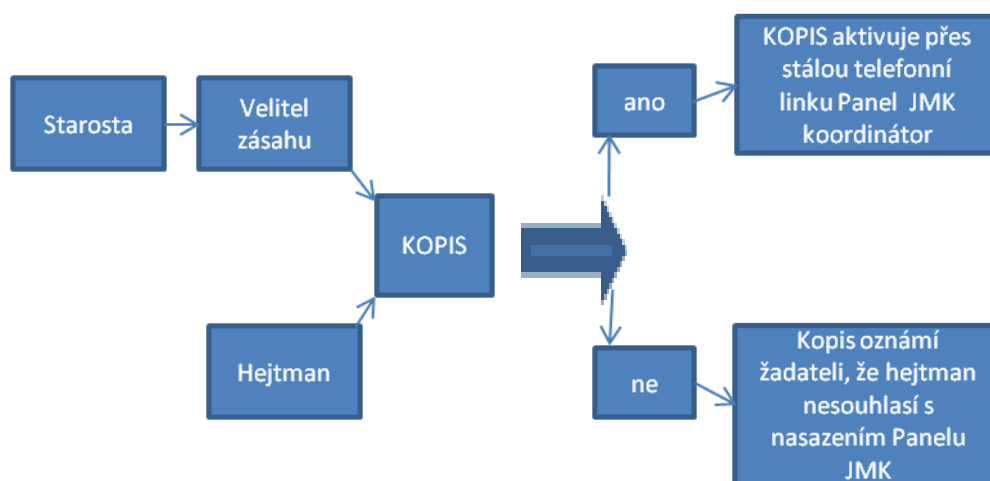 Starosta
Velitel
zásahu
KOPIS
Hejtman
ano
KOPIS aktivuje přes
stálou telefonní
linku Panel JMK
koordinátor
ne
Kopis oznámí
žadateli, že hejtman
nesouhlasí s
nasazením Panelu
JMK